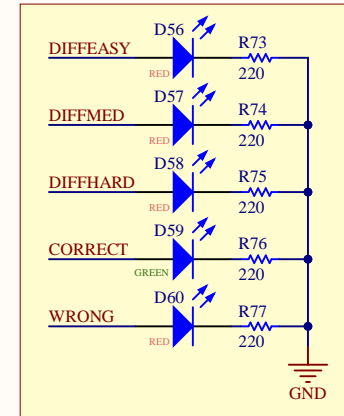 D56
DIFFEASY
RED
R73
220
D57
DIFFMED
RED
R74
220
D58
DIFFHARD
RED
R75
220
D59
CORRECT
GREEN
R76
220
D60
WRONG
RED
R77
220
GND